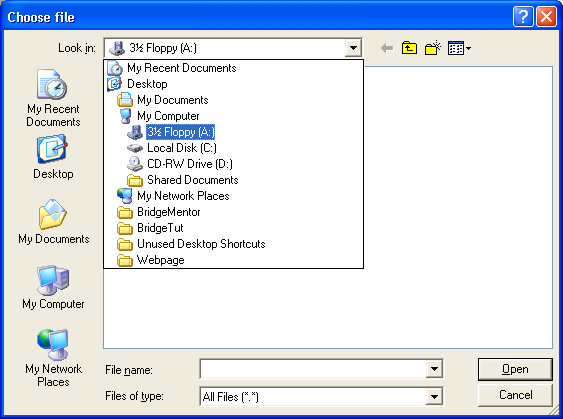 Choose file
Look in: 3½ Floppy (A:)
My Recent Documents
Desktop
My Documents
My Computer
3½ Floppy (A:)
Local Disk (C:)
CD-RW Drive (D:)
Shared Documents
My Network Places
BridgeMentor
BridgeTut
Unused Desktop Shortcuts
Webpage
My Recent
Documents
Desktop
My Documents
My Computer
My Network
Places
File name:
Open
Files of type: All Files (*.*)
Cancel